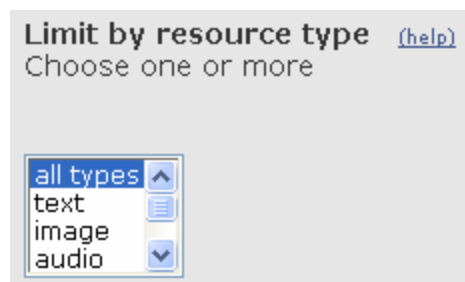 Limit by resource type (help)
Choose one or more
all types
text
image
audio